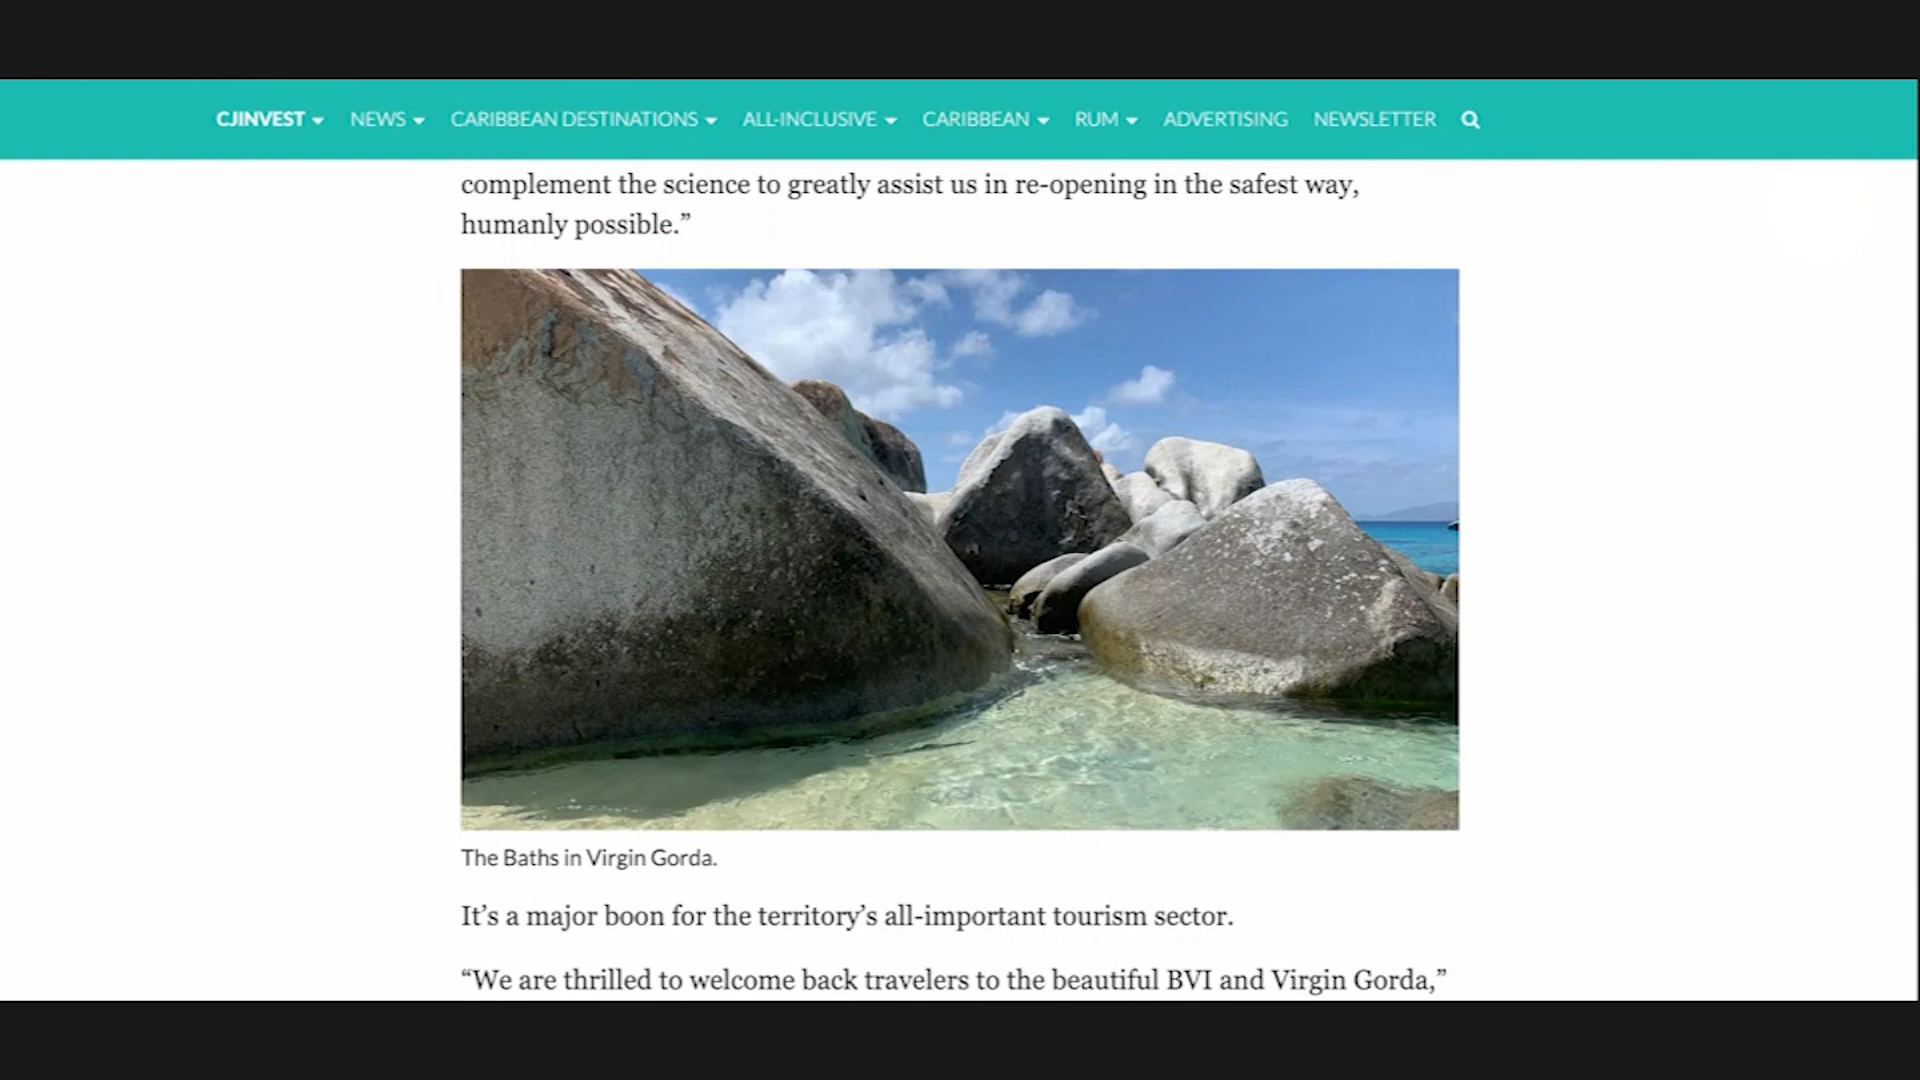 CJINVEST NEWS CARIBBEAN DESTINATIONS ALL-INCLUSIVE CARIBBEAN RUM ADVERTISING NEWSLETTER
complement the science to greatly assist us in re-opening in the safest way,
humanly possible.”
The Baths in Virgin Gorda.
It’s a major boon for the territory’s all-important tourism sector.
“We are thrilled to welcome back travelers to the beautiful BVI and Virgin Gorda,”